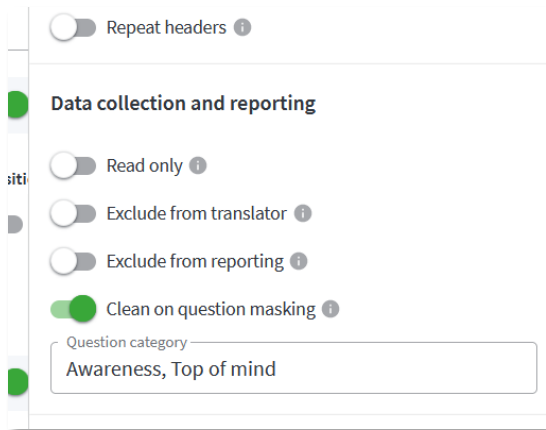 Repeat headers
Data collection and reporting
Read only
siti
Exclude from translator
Exclude from reporting
Clean on question masking
Question category
Awareness, Top of mind